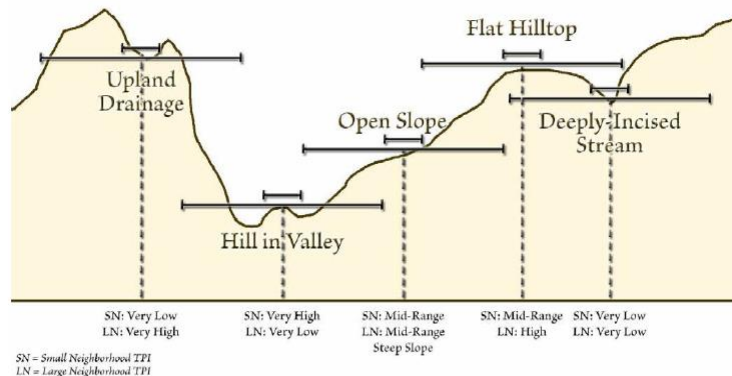 Flat Hilltop
Upland
Drainage
Open Slope
Deeply-Incised
Stream
Hill in Valley
SN: Very Low
LN: Very High
SN: Very High
LN: Very Low
SN: Mid-Range
LN: Mid-Range
Steep Slope
SN: Mid-Range
LN: High
SN: Very Low
LN: Very Low
SN = Small Neighborhood TPI
LN = Large Neighborhood TPI